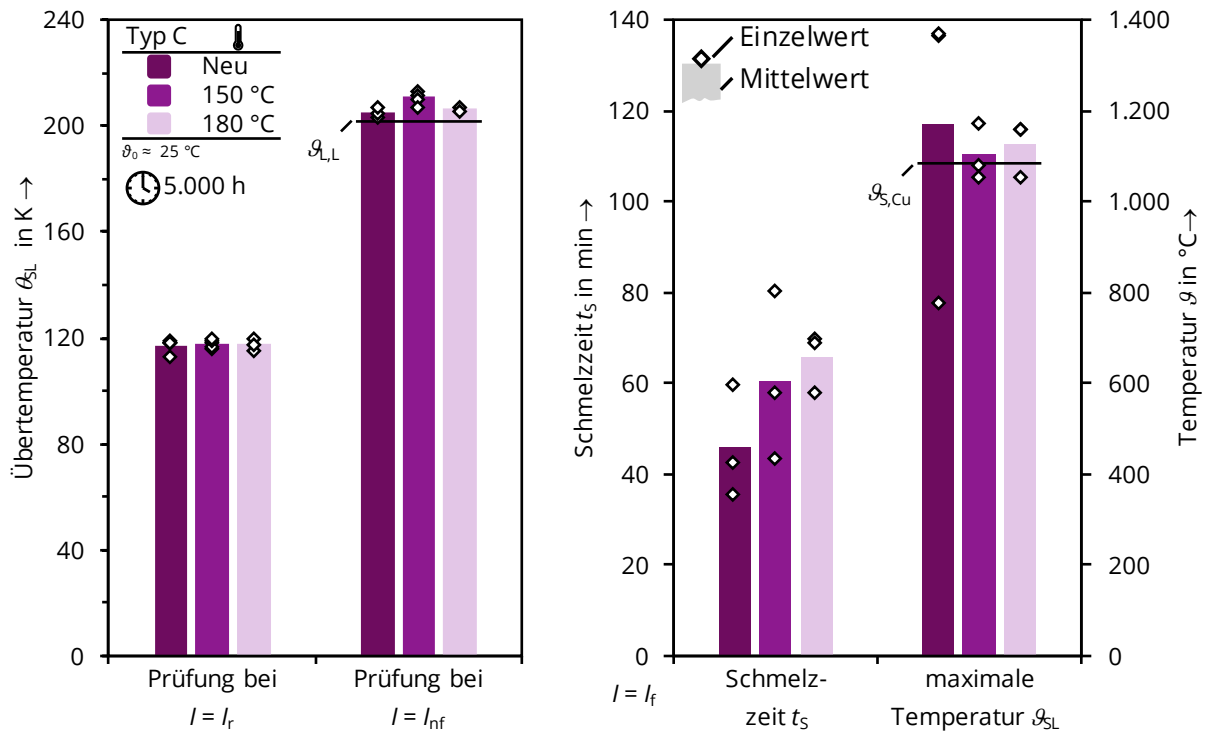 Übertemperatur θSL in K →
240
200
160
120
80
40
0
Typ C
Neu
150 °C
180 °C
ϑ0 ≈ 25 °C
5.000 h
ϑL,L
Prüfung bei
I = Ir
Prüfung bei
I = Inf
Schmelzzeit tS in min →
140
120
100
80
60
40
20
0
Einzelwert
Mittelwert
ϑS,Cu
1.400
1.200
1.000
800
600
400
200
0
Temperatur ϑ in °C→
I = If
Schmelz-
zeit tS
maximale
Temperatur ϑSL